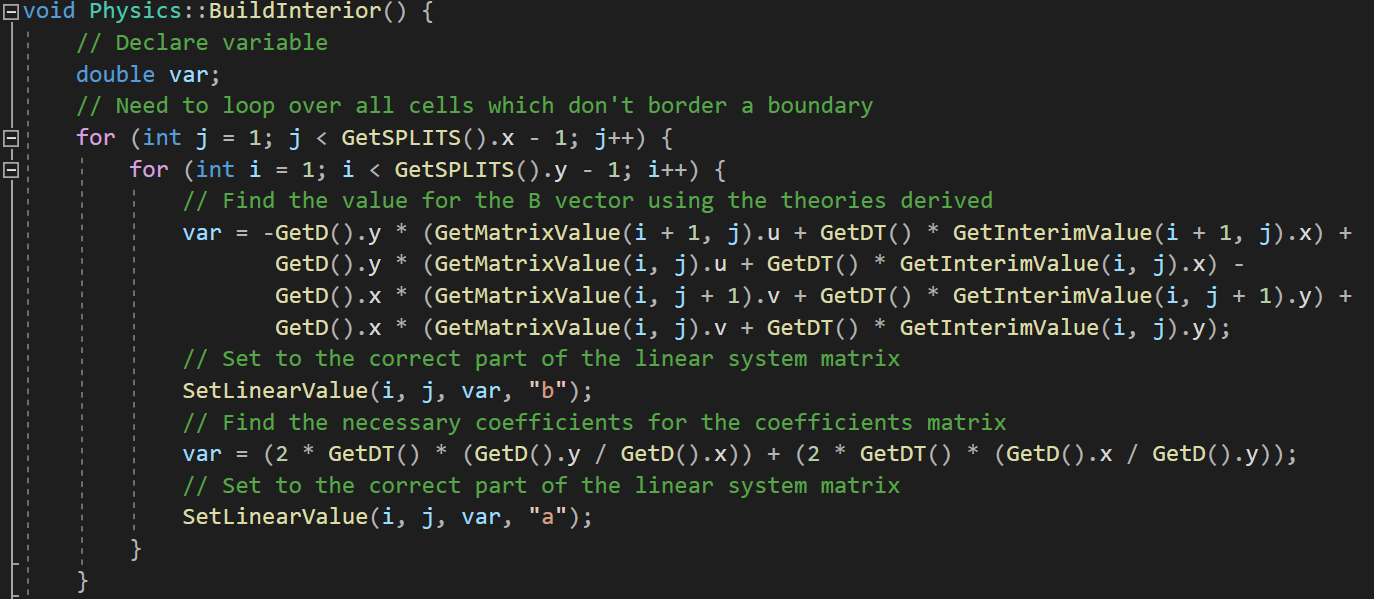 void Physics::BuildInterior() {
    // Declare variable
    double var;
    // Need to loop over all cells which don't border a boundary
    for (int j = 1; j < GetSPLITS().x - 1; j++) {
        for (int i = 1; i < GetSPLITS().y - 1; i++) {
            // Find the value for the B vector using the theories derived
            var = -GetD().y * (GetMatrixValue(i + 1, j).u + GetDT() * GetInterimValue(i + 1, j).x) +
                   GetD().y * (GetMatrixValue(i, j).u + GetDT() * GetInterimValue(i, j).x) -
                   GetD().x * (GetMatrixValue(i, j + 1).v + GetDT() * GetInterimValue(i, j + 1).y) +
                   GetD().x * (GetMatrixValue(i, j).v + GetDT() * GetInterimValue(i, j).y);
            // Set to the correct part of the linear system matrix
            SetLinearValue(i, j, var, "b");
            // Find the necessary coefficients for the coefficients matrix
            var = (2 * GetDT() * (GetD().y / GetD().x)) + (2 * GetDT() * (GetD().x / GetD().y));
            // Set to the correct part of the linear system matrix
            SetLinearValue(i, j, var, "a");
        }
    }